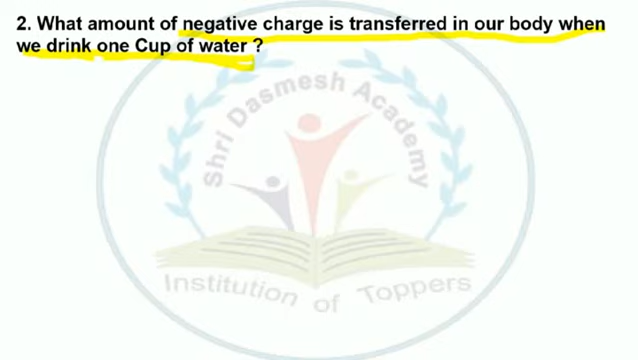 2. What amount of negative charge is transferred in our body when
we drink one Cup of water ?
Shri Dasmesh Academy
Institution of Toppers